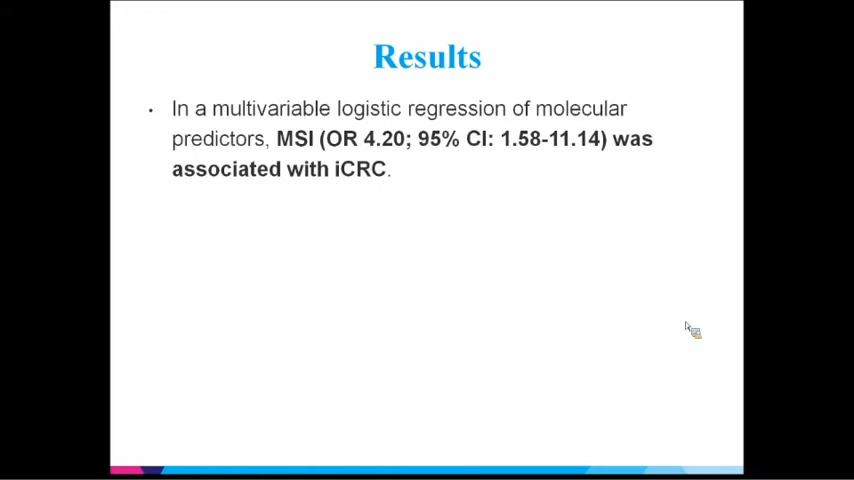 Results
• In a multivariable logistic regression of molecular
predictors, MSI (OR 4.20; 95% CI: 1.58-11.14) was
associated with iCRC.